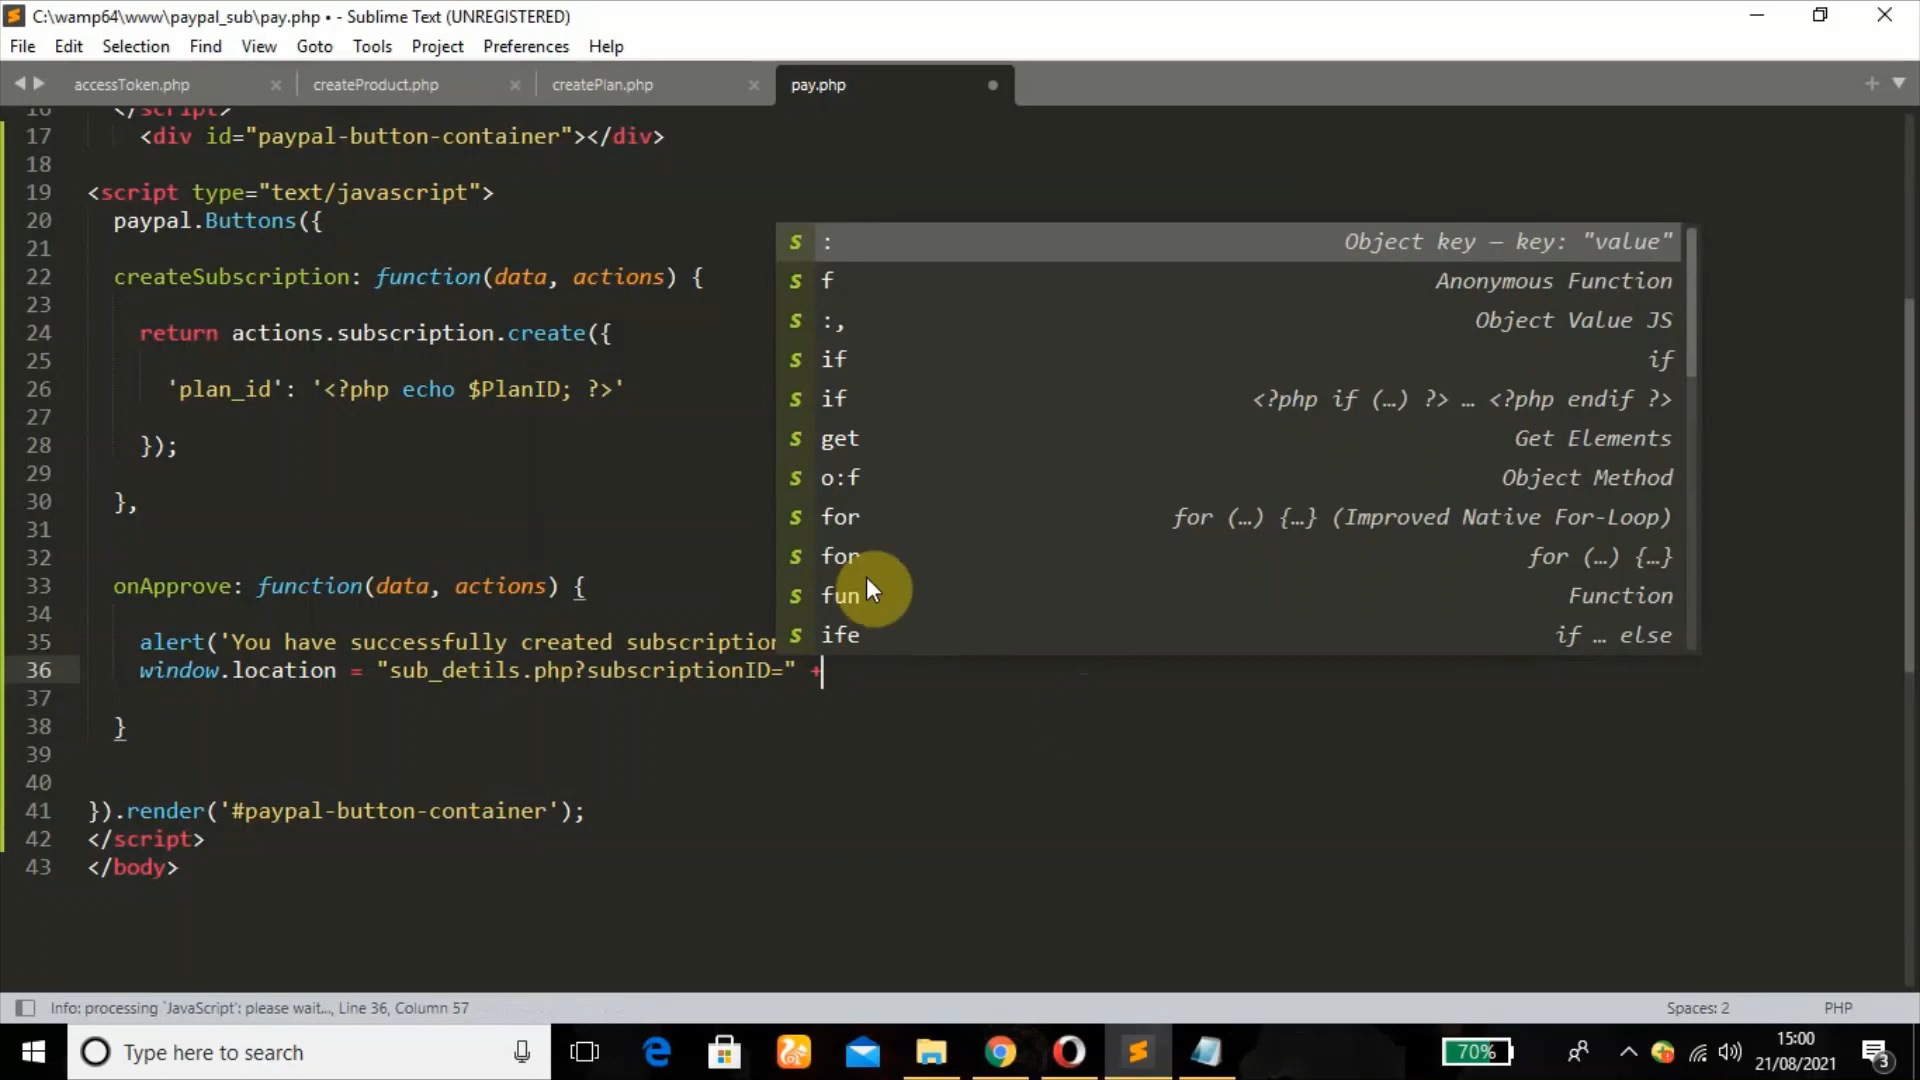 C:\wamp64\www\paypal_sub\pay.php • - Sublime Text (UNREGISTERED)
File Edit Selection Find View Goto Tools Project Preferences Help
accessToken.php createProduct.php createPlan.php pay.php
16 </script>
17 <div id="paypal-button-container"></div>
18
19 <script type="text/javascript">
20 paypal.Buttons({
21
22 createSubscription: function(data, actions) {
23
24 return actions.subscription.create({
25
26 'plan_id': '<?php echo $PlanID; ?>'
27
28 });
29
30 },
31
32
33 onApprove: function(data, actions) {
34
35 alert('You have successfully created subscription
36 window.location = "sub_detils.php?subscriptionID=" +
37
38 }
39
40
41 }).render('#paypal-button-container');
42 </script>
43 </body>
S : Object key – key: "value"
S f Anonymous Function
S :, Object Value JS
S if if
S if <?php if (…) ?> … <?php endif ?>
S get Get Elements
S o:f Object Method
S for for (…) {…} (Improved Native For-Loop)
S for for (…) {…}
S fun Function
S ife if … else
Info: processing `JavaScript': please wait..., Line 36, Column 57 Spaces: 2 PHP
Type here to search
70%
15:00
21/08/2021
3